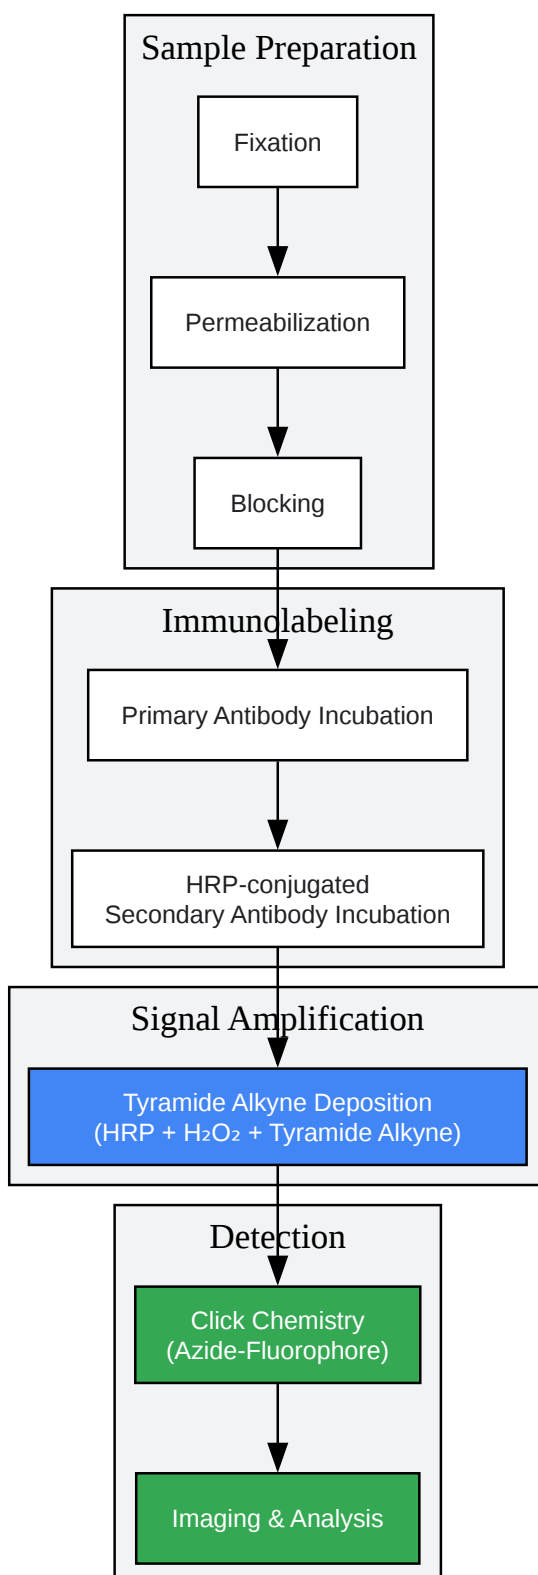 Sample Preparation
Fixation
Permeabilization
Blocking
Immunolabeling
Primary Antibody Incubation
HRP-conjugated
Secondary Antibody Incubation
Signal Amplification
Tyramide Alkyne Deposition
(HRP + H₂O₂ + Tyramide Alkyne)
Detection
Click Chemistry
(Azide-Fluorophore)
Imaging & Analysis